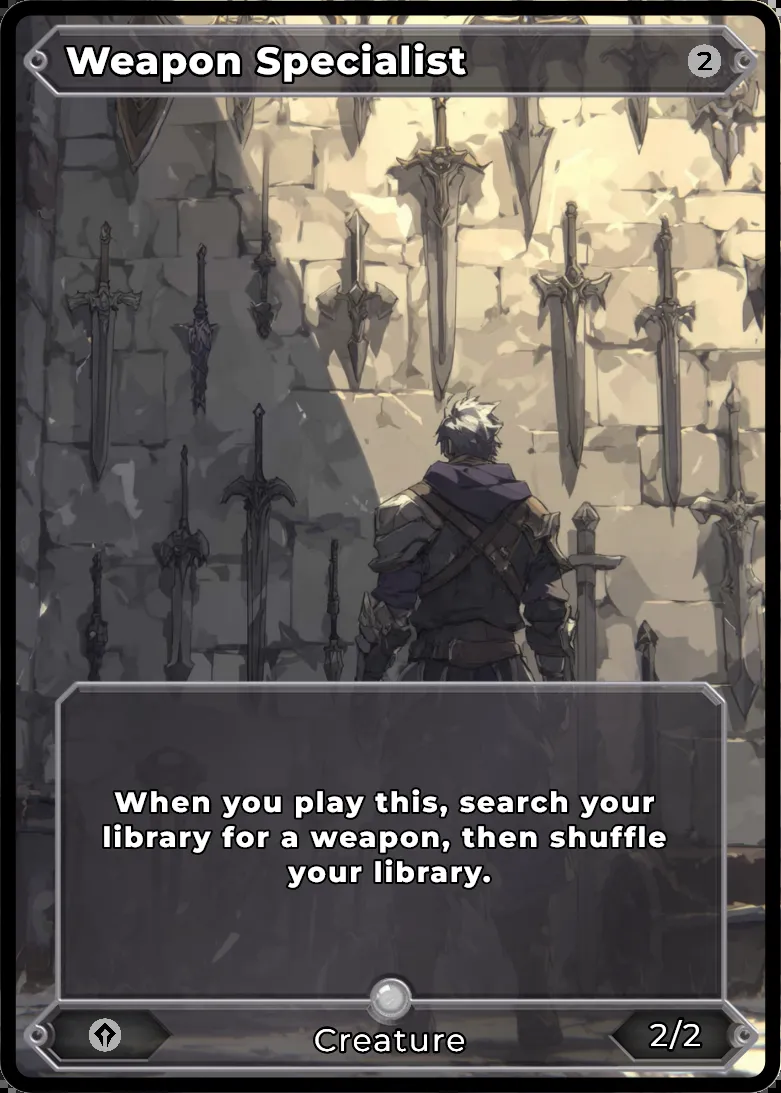 Weapon Specialist 2
When you play this, search your
library for a weapon, then shuffle
your library.
Creature 2/2